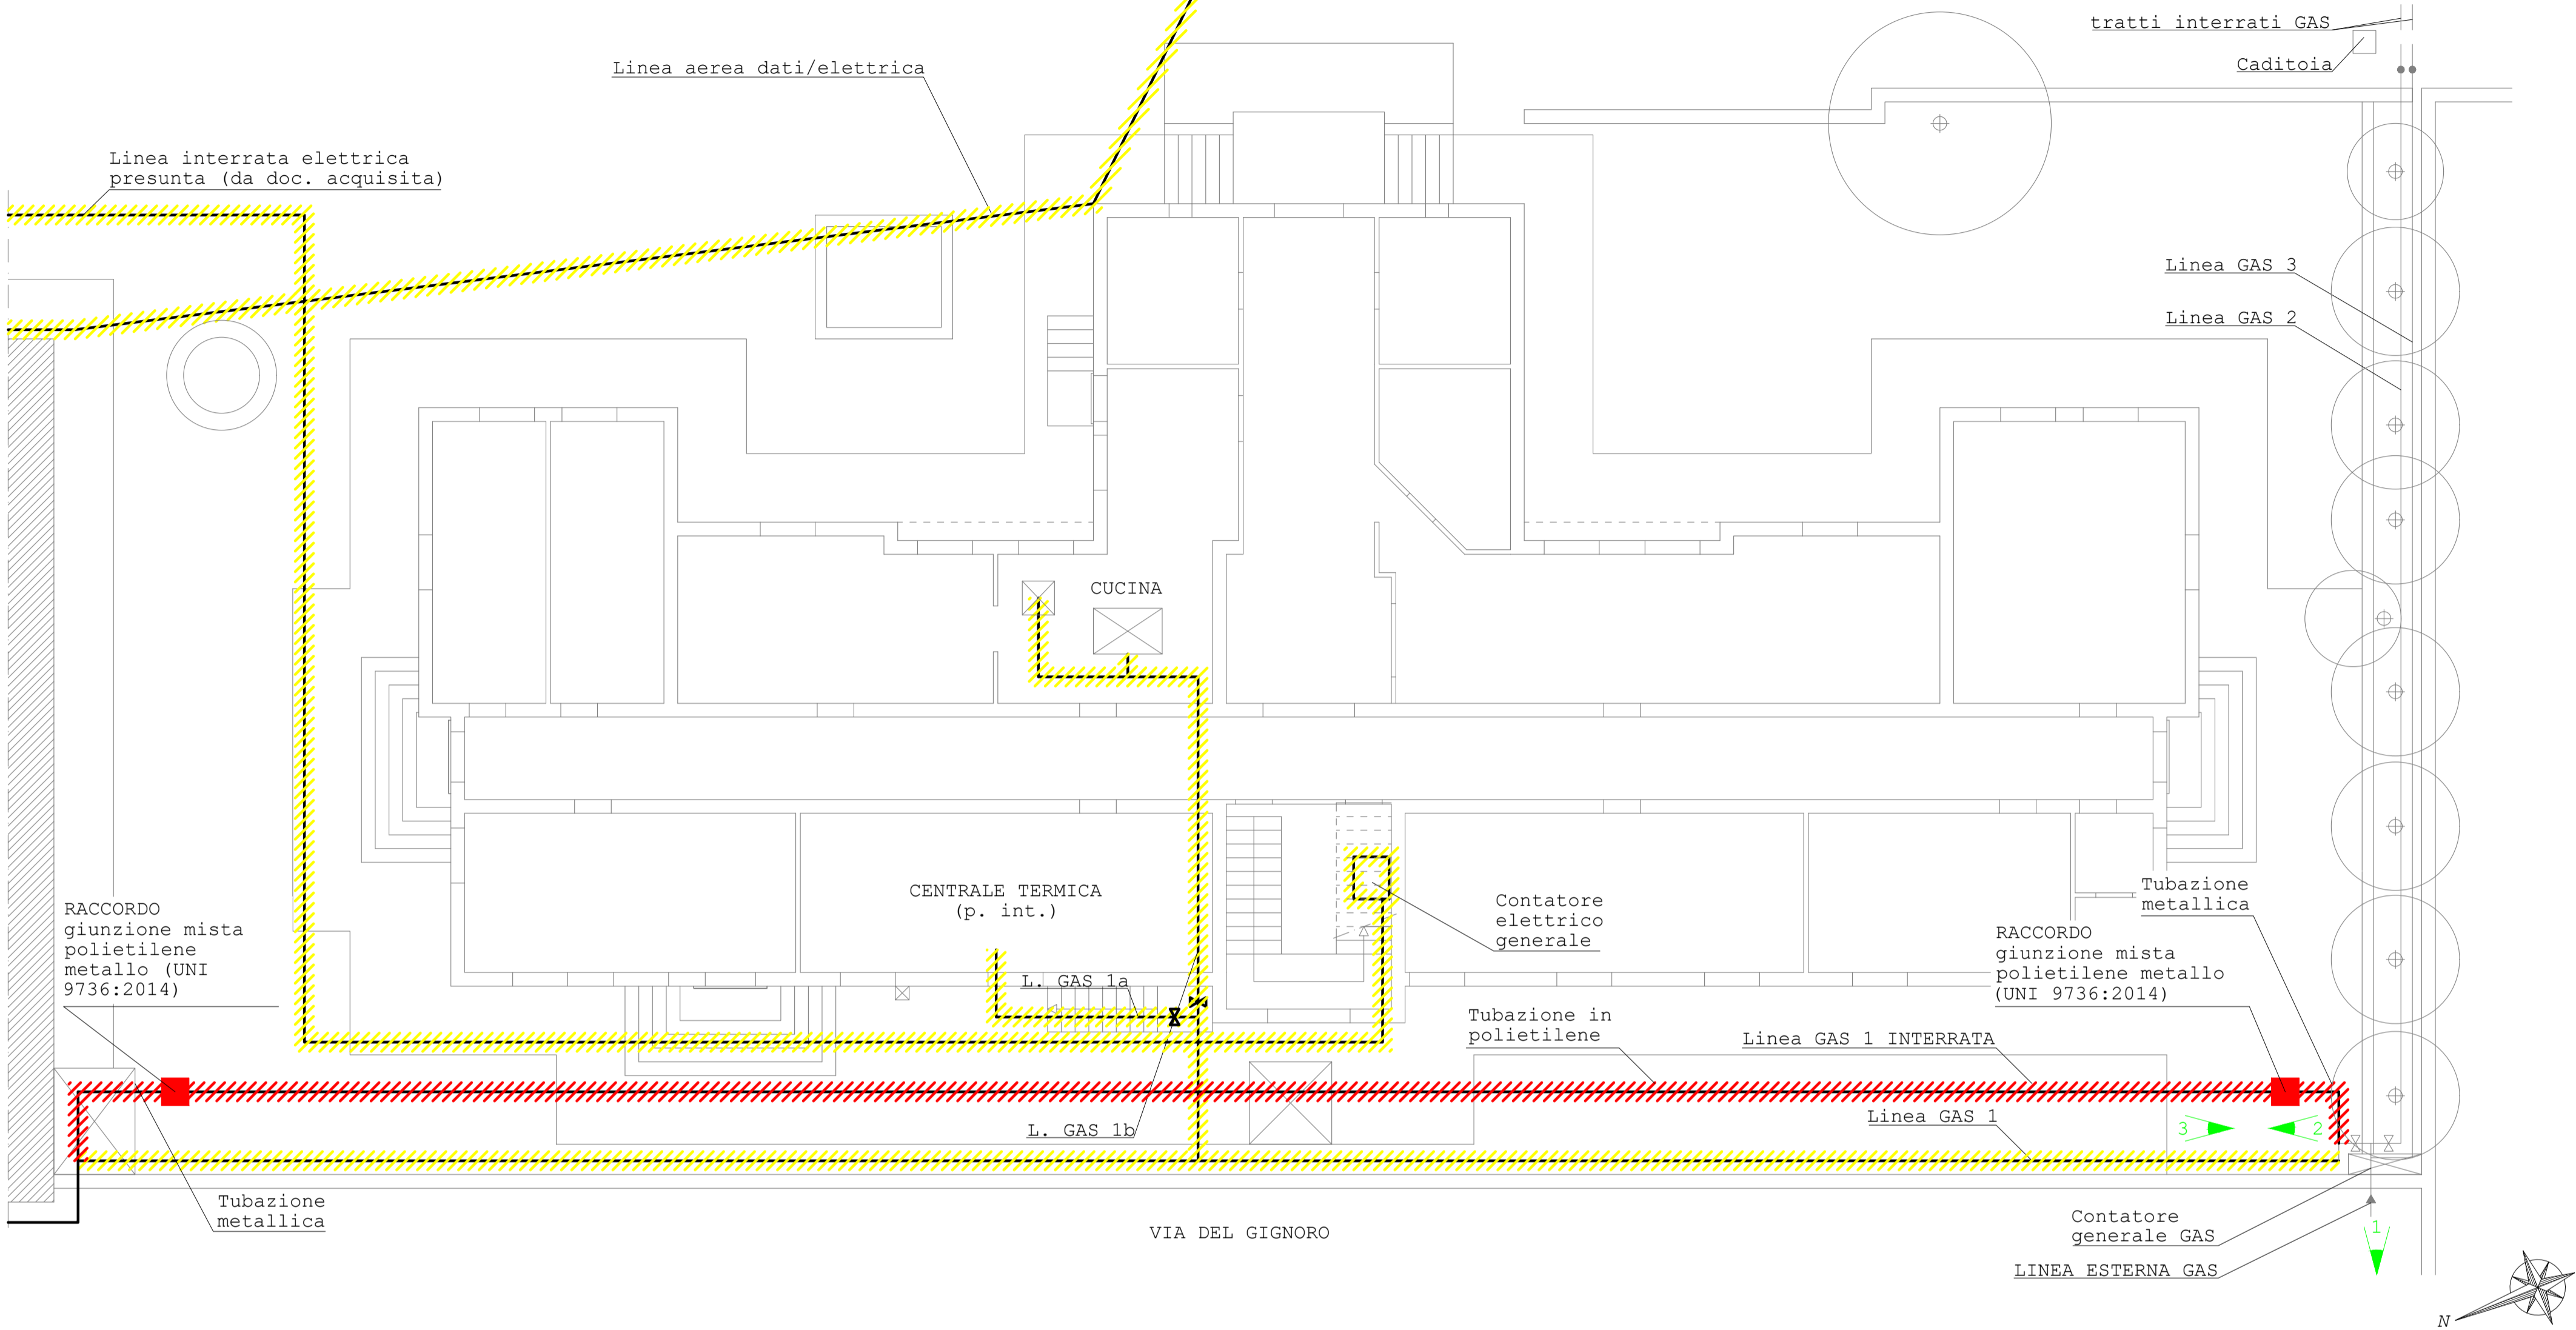 tratti interrati GAS
Caditoia
Linea aerea dati/elettrica
Linea interrata elettrica
presunta (da doc. acquisita)
Linea GAS 3
Linea GAS 2
CUCINA
CENTRALE TERMICA
(p. int.)
Contatore
elettrico
generale
Tubazione
metallica
RACCORDO
giunzione mista
polietilene
metallo (UNI
9736:2014)
RACCORDO
giunzione mista
polietilene metallo
(UNI 9736:2014)
L. GAS 1a
Tubazione in
polietilene
Linea GAS 1 INTERRATA
L. GAS 1b
Linea GAS 1
3
2
Tubazione
metallica
VIA DEL GIGNORO
Contatore
generale GAS
1
LINEA ESTERNA GAS
N